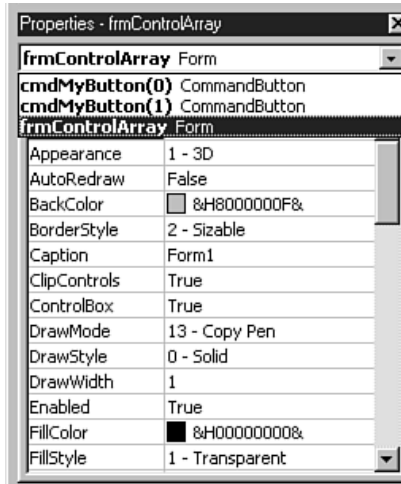 Properties - frmControlArray
frmControlArray Form
cmdMyButton(0) CommandButton
cmdMyButton(1) CommandButton
frmControlArray Form
Appearance 1 - 3D
AutoRedraw False
BackColor &H8000000F&
BorderStyle 2 - Sizable
Caption Form1
ClipControls True
ControlBox True
DrawMode 13 - Copy Pen
DrawStyle 0 - Solid
DrawWidth 1
Enabled True
FillColor &H00000000&
FillStyle 1 - Transparent